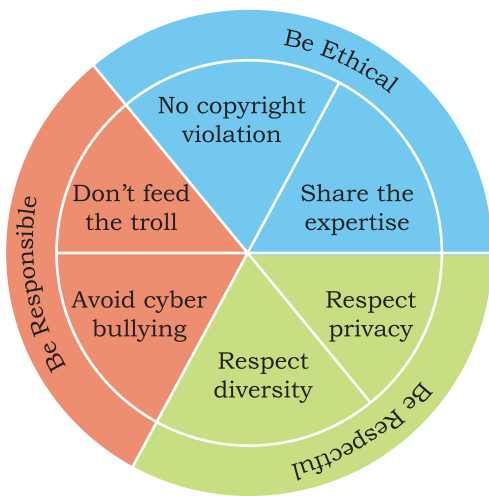 Be Ethical
No copyright
violation
Share the
expertise
Be Responsible
Don't feed
the troll
Avoid cyber
bullying
Be Respectful
Respect
privacy
Respect
diversity